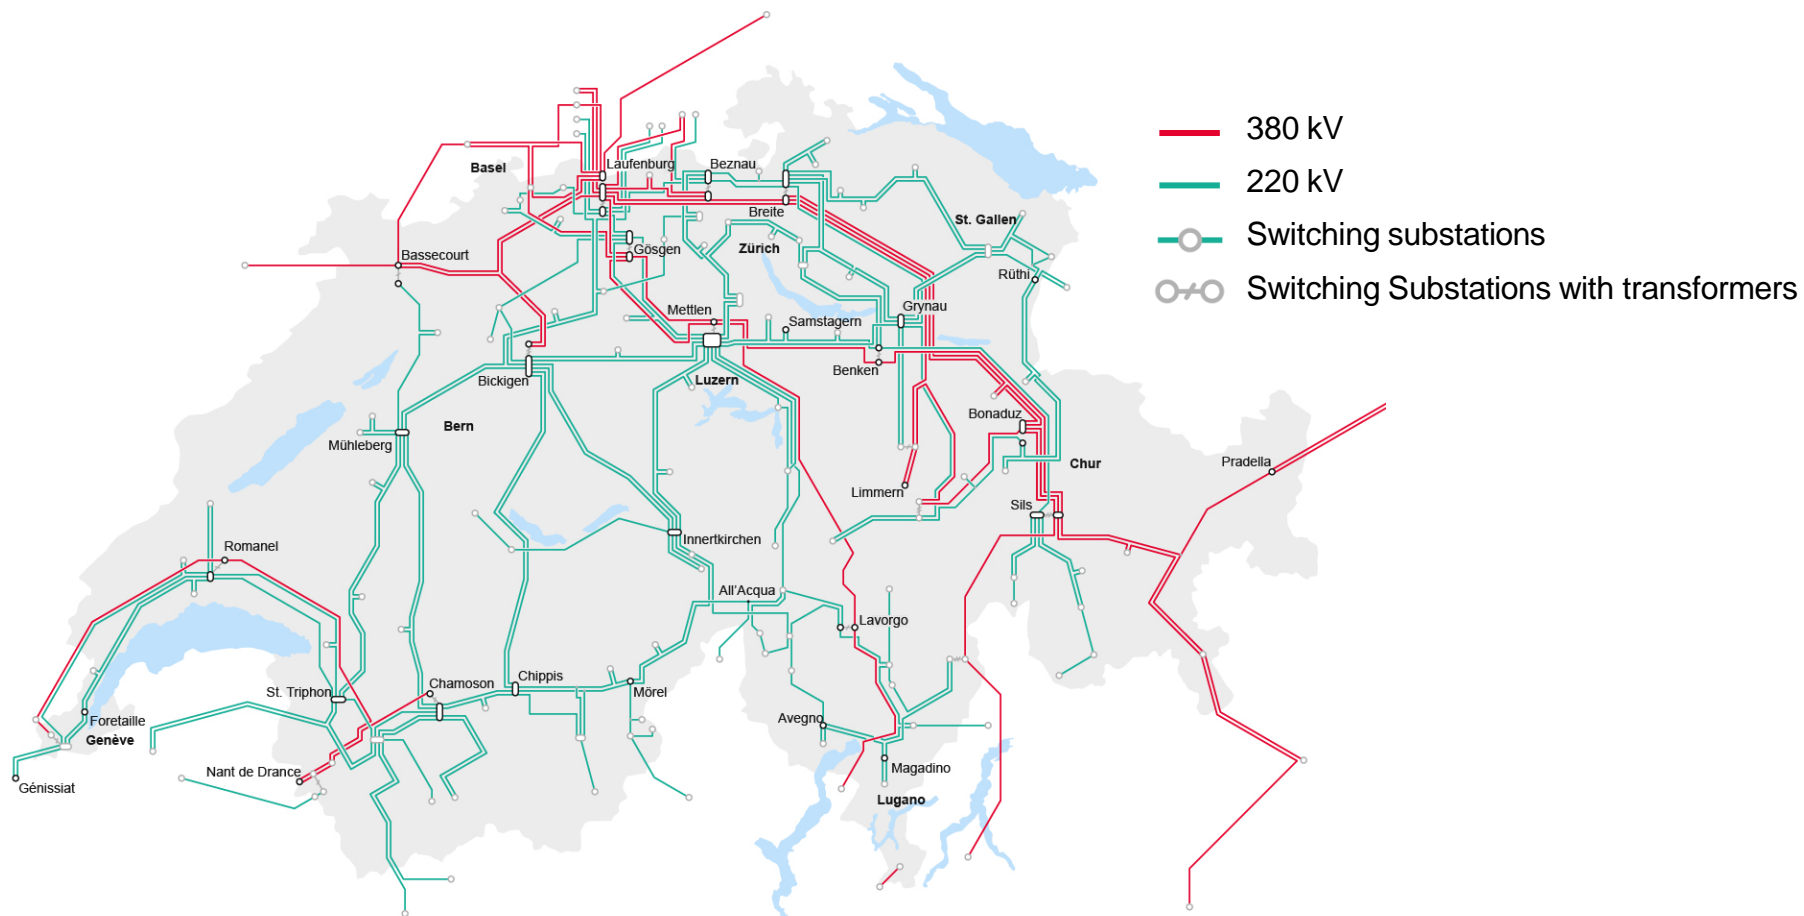 380 kV
220 kV
Switching substations
Switching Substations with transformers
Basel
Laufenburg
Beznau
Breite
St. Gallen
Zürich
Gösgen
Bassecourt
Rüthi
Mettlen
Samstagern
Grynau
Benken
Bickigen
Luzern
Bonaduz
Bern
Mühleberg
Chur
Pradella
Limmern
Sils
Innertkirchen
Romanel
All'Acqua
Lavorgo
Chippis
Chamoson
Mörel
St. Triphon
Foretaille
Genève
Avegno
Magadino
Nant de Drance
Génissiat
Lugano